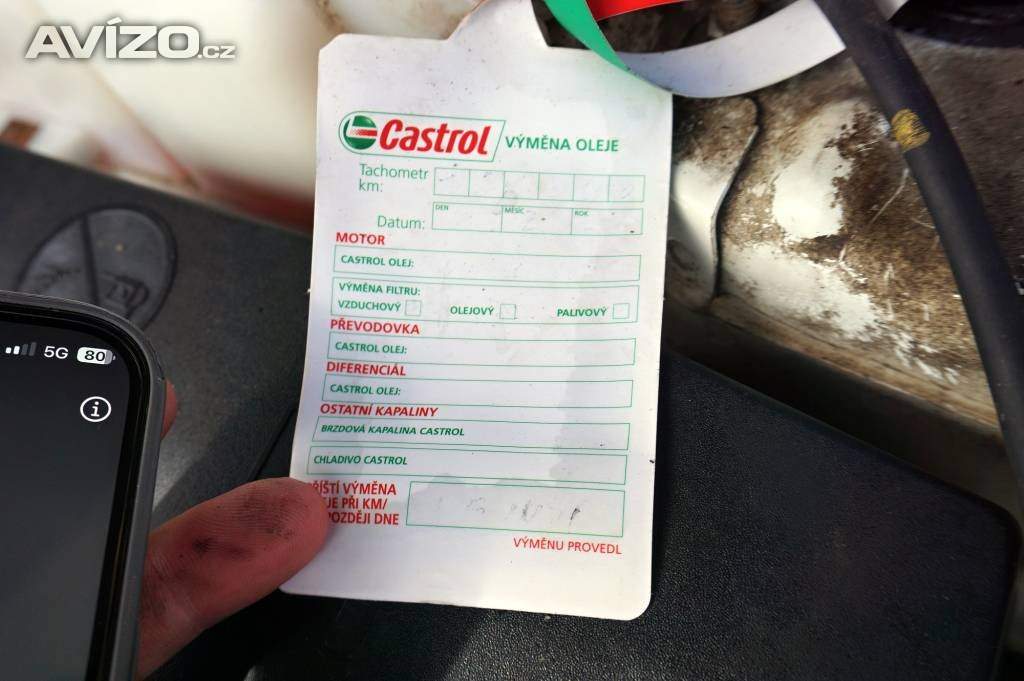 AVÍZO.cz
Castrol VÝMĚNA OLEJE
Tachometr
km:
DEN MĚSÍC ROK
Datum:
MOTOR
CASTROL OLEJ:
VÝMĚNA FILTRU:
VZDUCHOVÝ OLEJOVÝ PALIVOVÝ
PŘEVODOVKA
CASTROL OLEJ:
DIFERENCIÁL
CASTROL OLEJ:
OSTATNÍ KAPALINY
BRZDOVÁ KAPALINA CASTROL
CHLADIVO CASTROL
VÝMĚNA
PŘI KM/
DNE
VÝMĚNU PROVEDL
5G 80